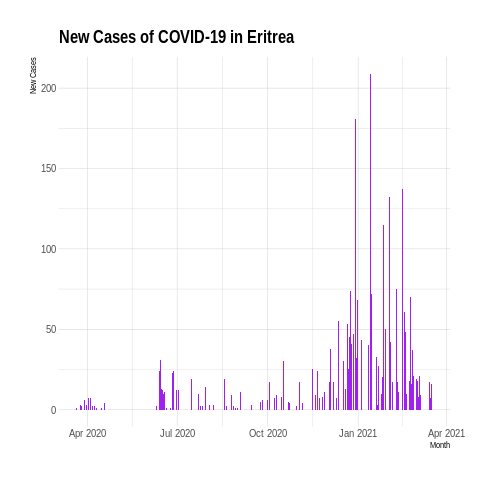 New Cases of COVID-19 in Eritrea
New Cases
200
150
100
50
0
Apr 2020
Jul 2020
Oct 2020
Jan 2021
Apr 2021
Month